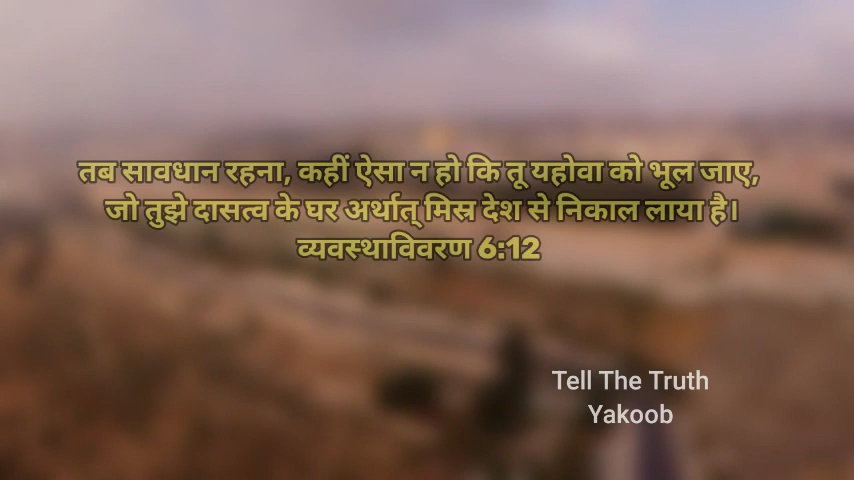 तब सावधान रहना, कहीं ऐसा न हो कि तू यहोवा को भूल जाए,
जो तुझे दासत्व के घर अर्थात् मिस्र देश से निकाल लाया है।
व्यवस्थाविवरण 6:12
Tell The Truth
Yakoob